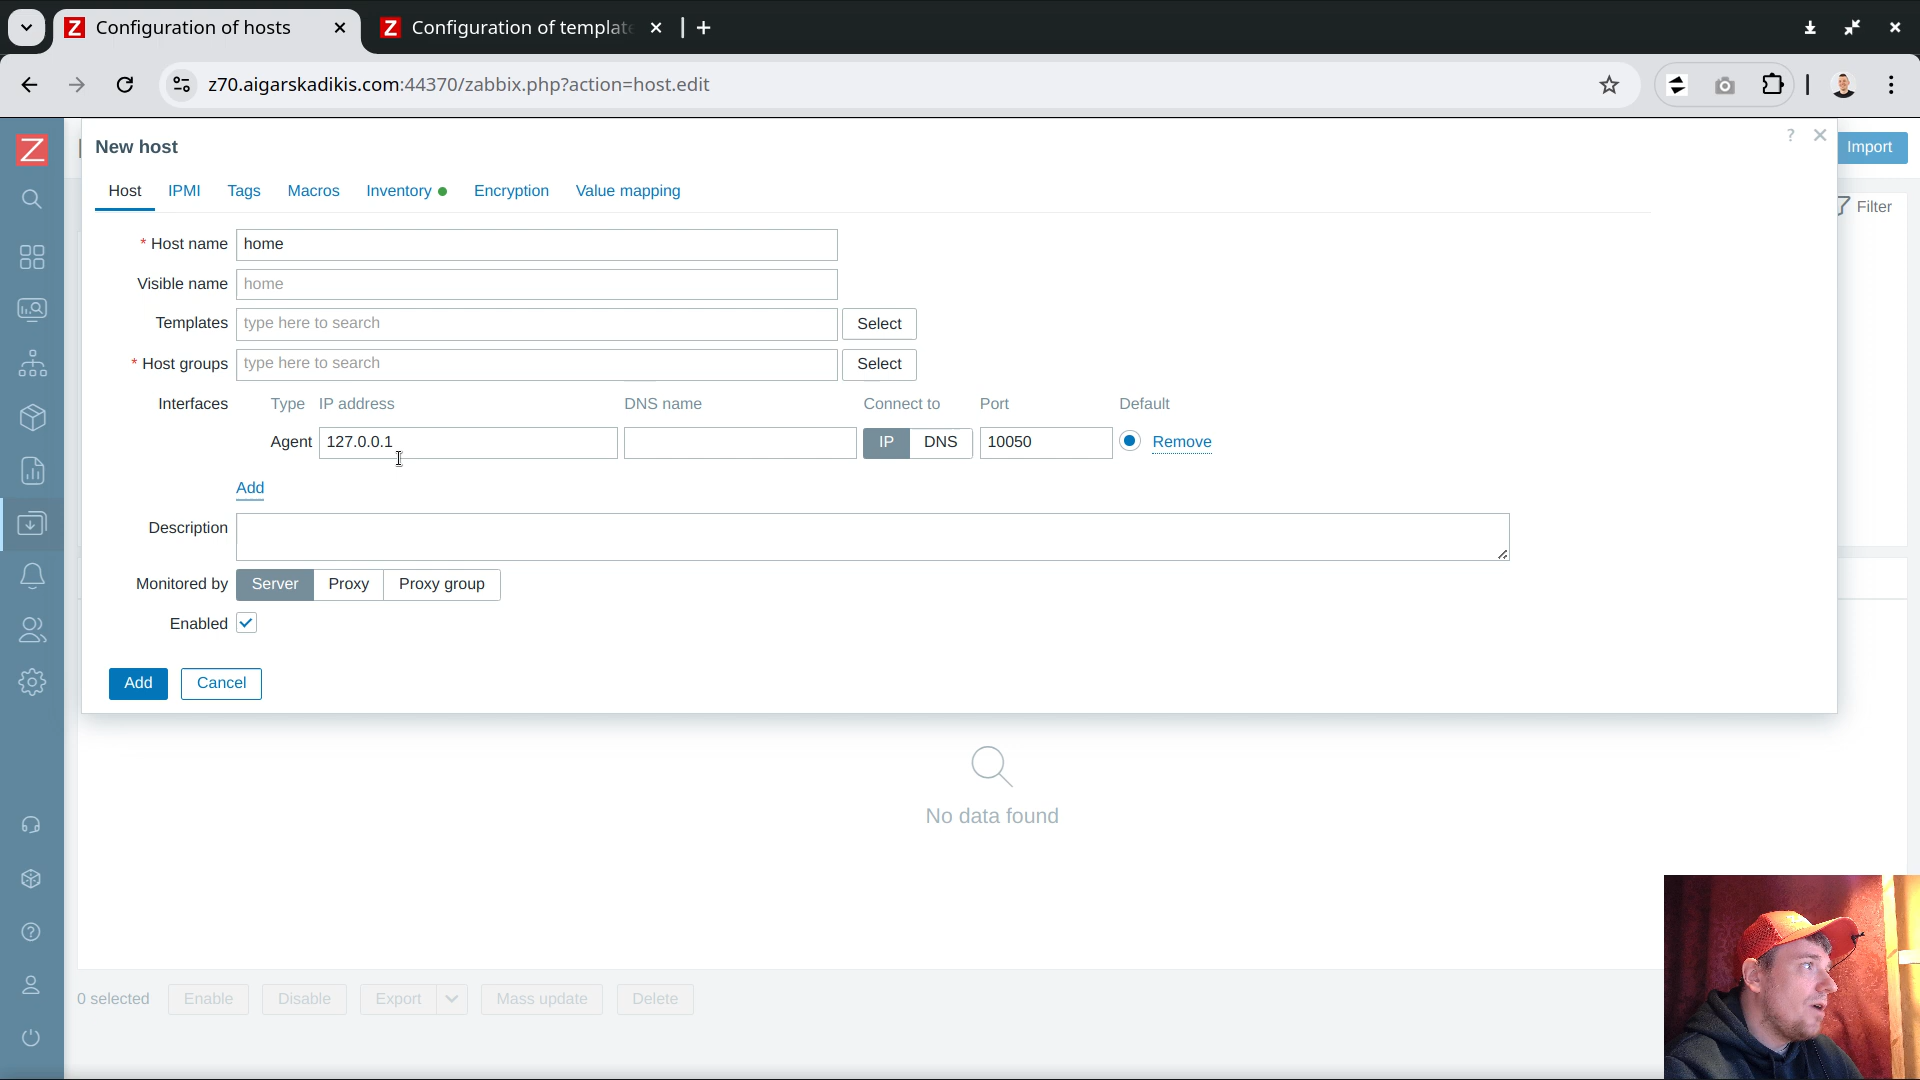 Configuration of hosts
Configuration of templat
z70.aigarskadikis.com:44370/zabbix.php?action=host.edit
Z
New host
?
Import
Host IPMI Tags Macros Inventory Encryption Value mapping
Filter
* Host name home
Visible name home
Templates type here to search Select
* Host groups type here to search Select
Interfaces Type IP address DNS name Connect to Port Default
Agent 127.0.0.1 IP DNS 10050 Remove
Add
Description
Monitored by Server Proxy Proxy group
Enabled
Add Cancel
No data found
0 selected Enable Disable Export Mass update Delete